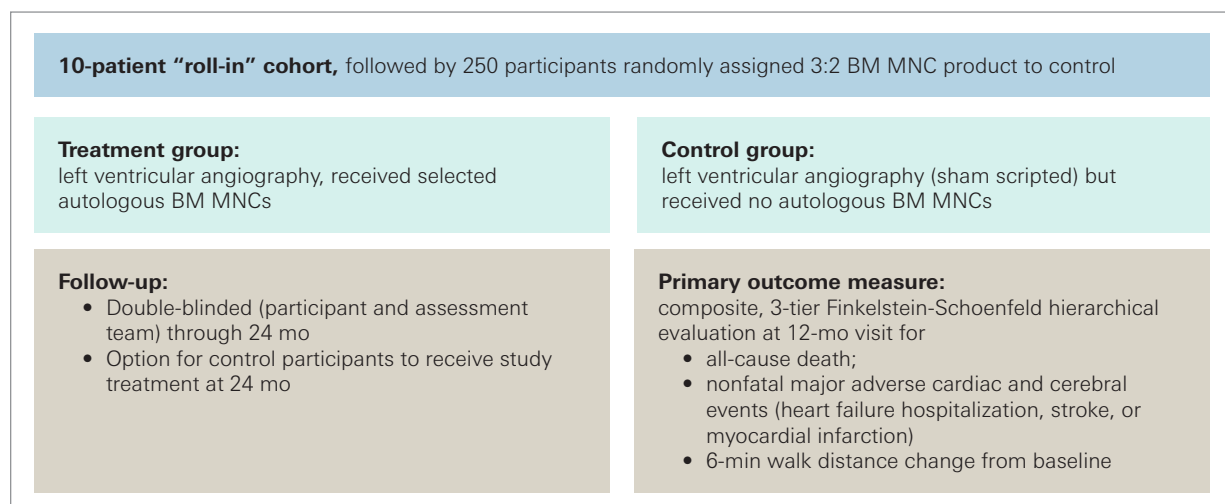 10-patient “roll-in” cohort, followed by 250 participants randomly assigned 3:2 BM MNC product to control
Treatment group:
left ventricular angiography, received selected
autologous BM MNCs
Control group:
left ventricular angiography (sham scripted) but
received no autologous BM MNCs
Follow-up:
• Double-blinded (participant and assessment
team) through 24 mo
• Option for control participants to receive study
treatment at 24 mo
Primary outcome measure:
composite, 3-tier Finkelstein-Schoenfeld hierarchical
evaluation at 12-mo visit for
• all-cause death;
• nonfatal major adverse cardiac and cerebral
events (heart failure hospitalization, stroke, or
myocardial infarction)
• 6-min walk distance change from baseline